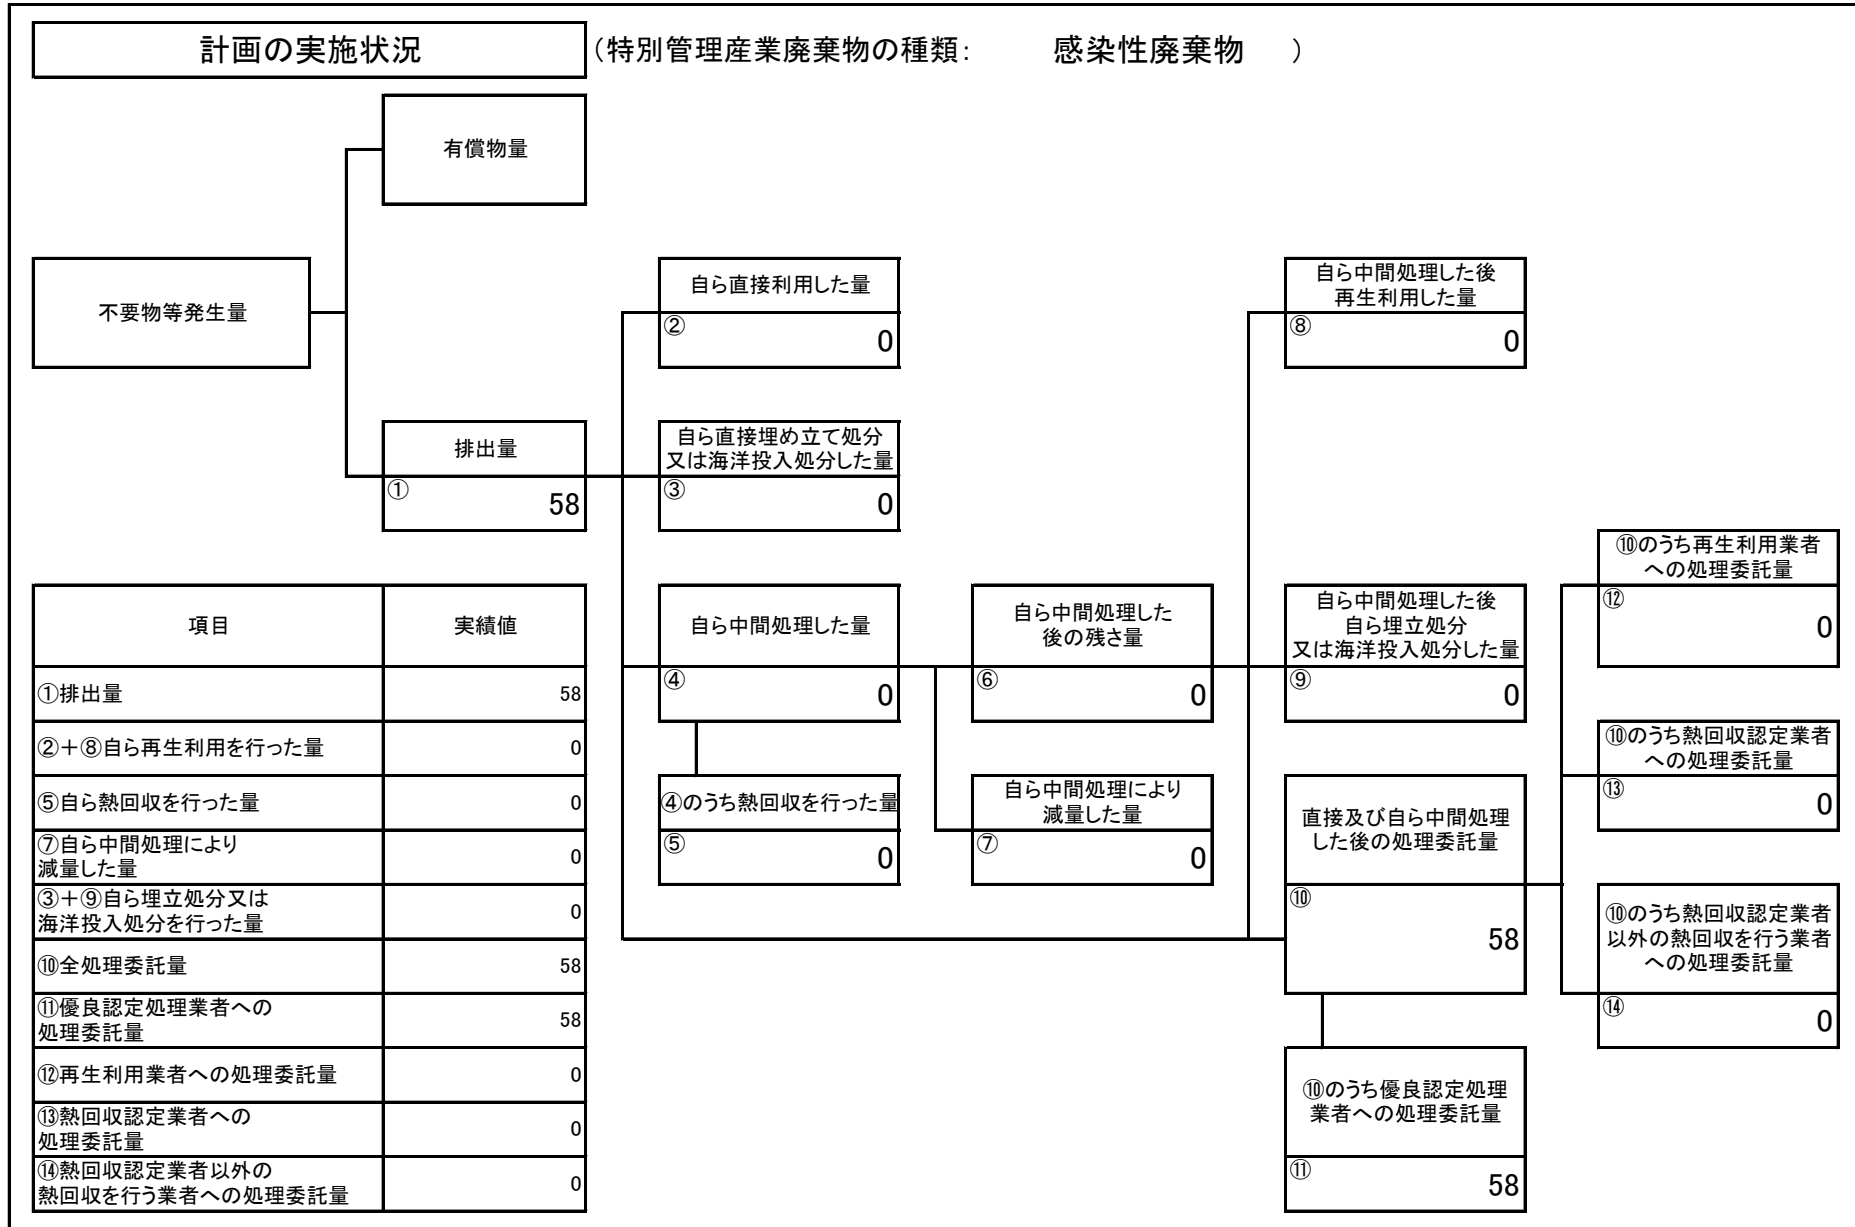 計画の実施状況 （特別管理産業廃棄物の種類： 感染性廃棄物 ）
有償物量
不要物等発生量
自ら直接利用した量
② 0
自ら中間処理した後
再生利用した量
⑧ 0
排出量
① 58
自ら直接埋め立て処分
又は海洋投入処分した量
③ 0
自ら中間処理した量
④ 0
自ら中間処理した
後の残さ量
⑥ 0
自ら中間処理した後
自ら埋立処分
又は海洋投入処分した量
⑨ 0
⑩のうち再生利用業者
への処理委託量
⑫ 0
④のうち熱回収を行った量
⑤ 0
自ら中間処理により
減量した量
⑦ 0
直接及び自ら中間処理
した後の処理委託量
⑩ 58
⑩のうち熱回収認定業者
への処理委託量
⑬ 0
⑩のうち熱回収認定業者
以外の熱回収を行う業者
への処理委託量
⑭ 0
⑩のうち優良認定処理
業者への処理委託量
⑪ 58
項目 実績値
①排出量 58
②＋⑧自ら再生利用を行った量 0
⑤自ら熱回収を行った量 0
⑦自ら中間処理により
減量した量 0
③＋⑨自ら埋立処分又は
海洋投入処分を行った量 0
⑩全処理委託量 58
⑪優良認定処理業者への
処理委託量 58
⑫再生利用業者への処理委託量 0
⑬熱回収認定業者への
処理委託量 0
⑭熱回収認定業者以外の
熱回収を行う業者への処理委託量 0